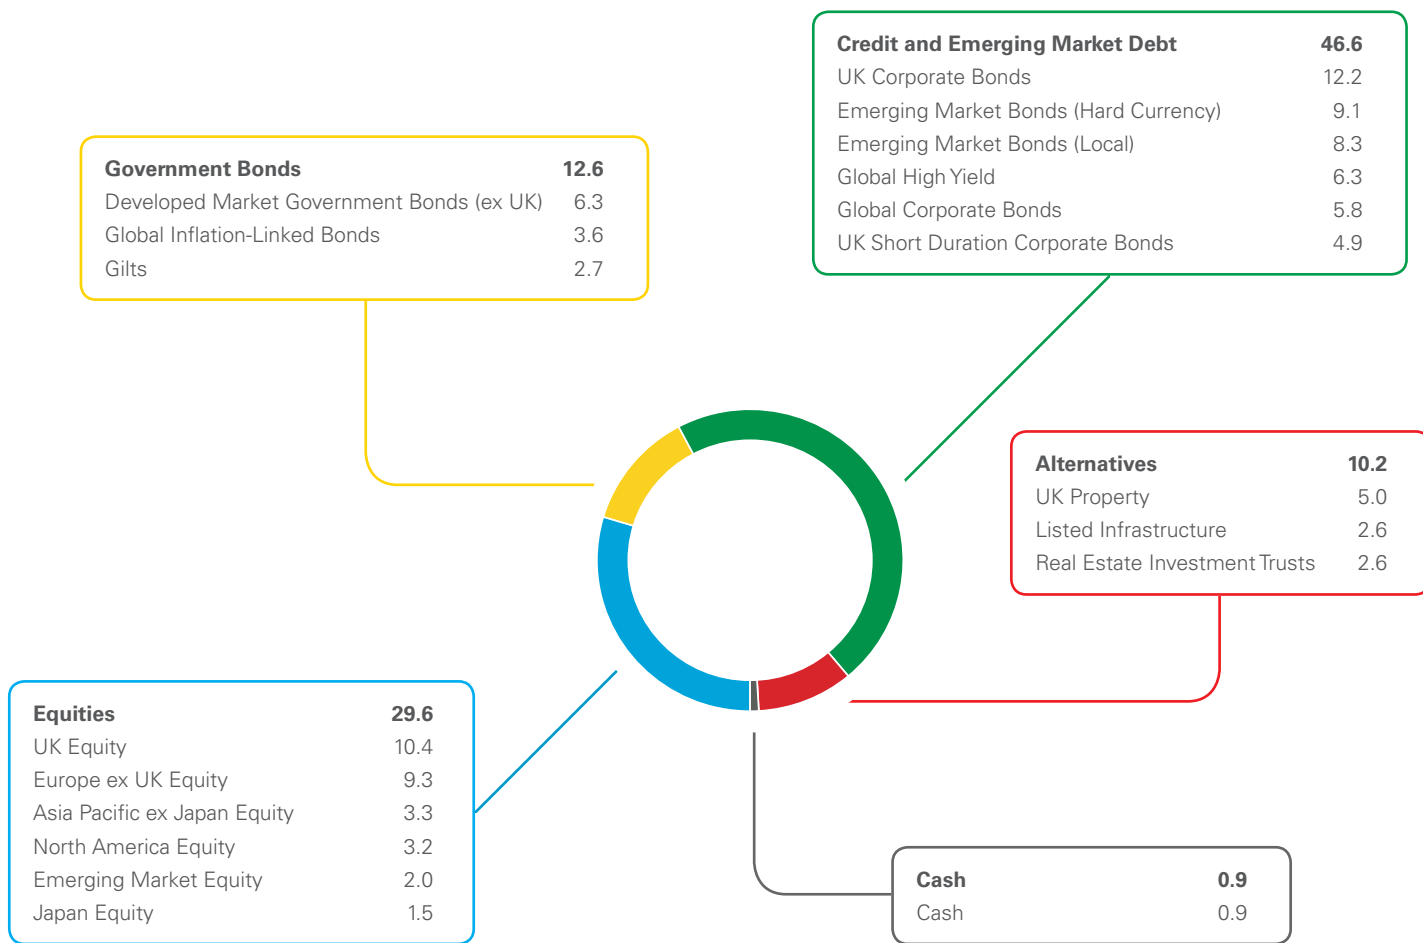 Credit and Emerging Market Debt 46.6
UK Corporate Bonds 12.2
Emerging Market Bonds (Hard Currency) 9.1
Emerging Market Bonds (Local) 8.3
Global High Yield 6.3
Global Corporate Bonds 5.8
UK Short Duration Corporate Bonds 4.9
Government Bonds 12.6
Developed Market Government Bonds (ex UK) 6.3
Global Inflation-Linked Bonds 3.6
Gilts 2.7
Alternatives 10.2
UK Property 5.0
Listed Infrastructure 2.6
Real Estate Investment Trusts 2.6
Equities 29.6
UK Equity 10.4
Europe ex UK Equity 9.3
Asia Pacific ex Japan Equity 3.3
North America Equity 3.2
Emerging Market Equity 2.0
Japan Equity 1.5
Cash 0.9
Cash 0.9